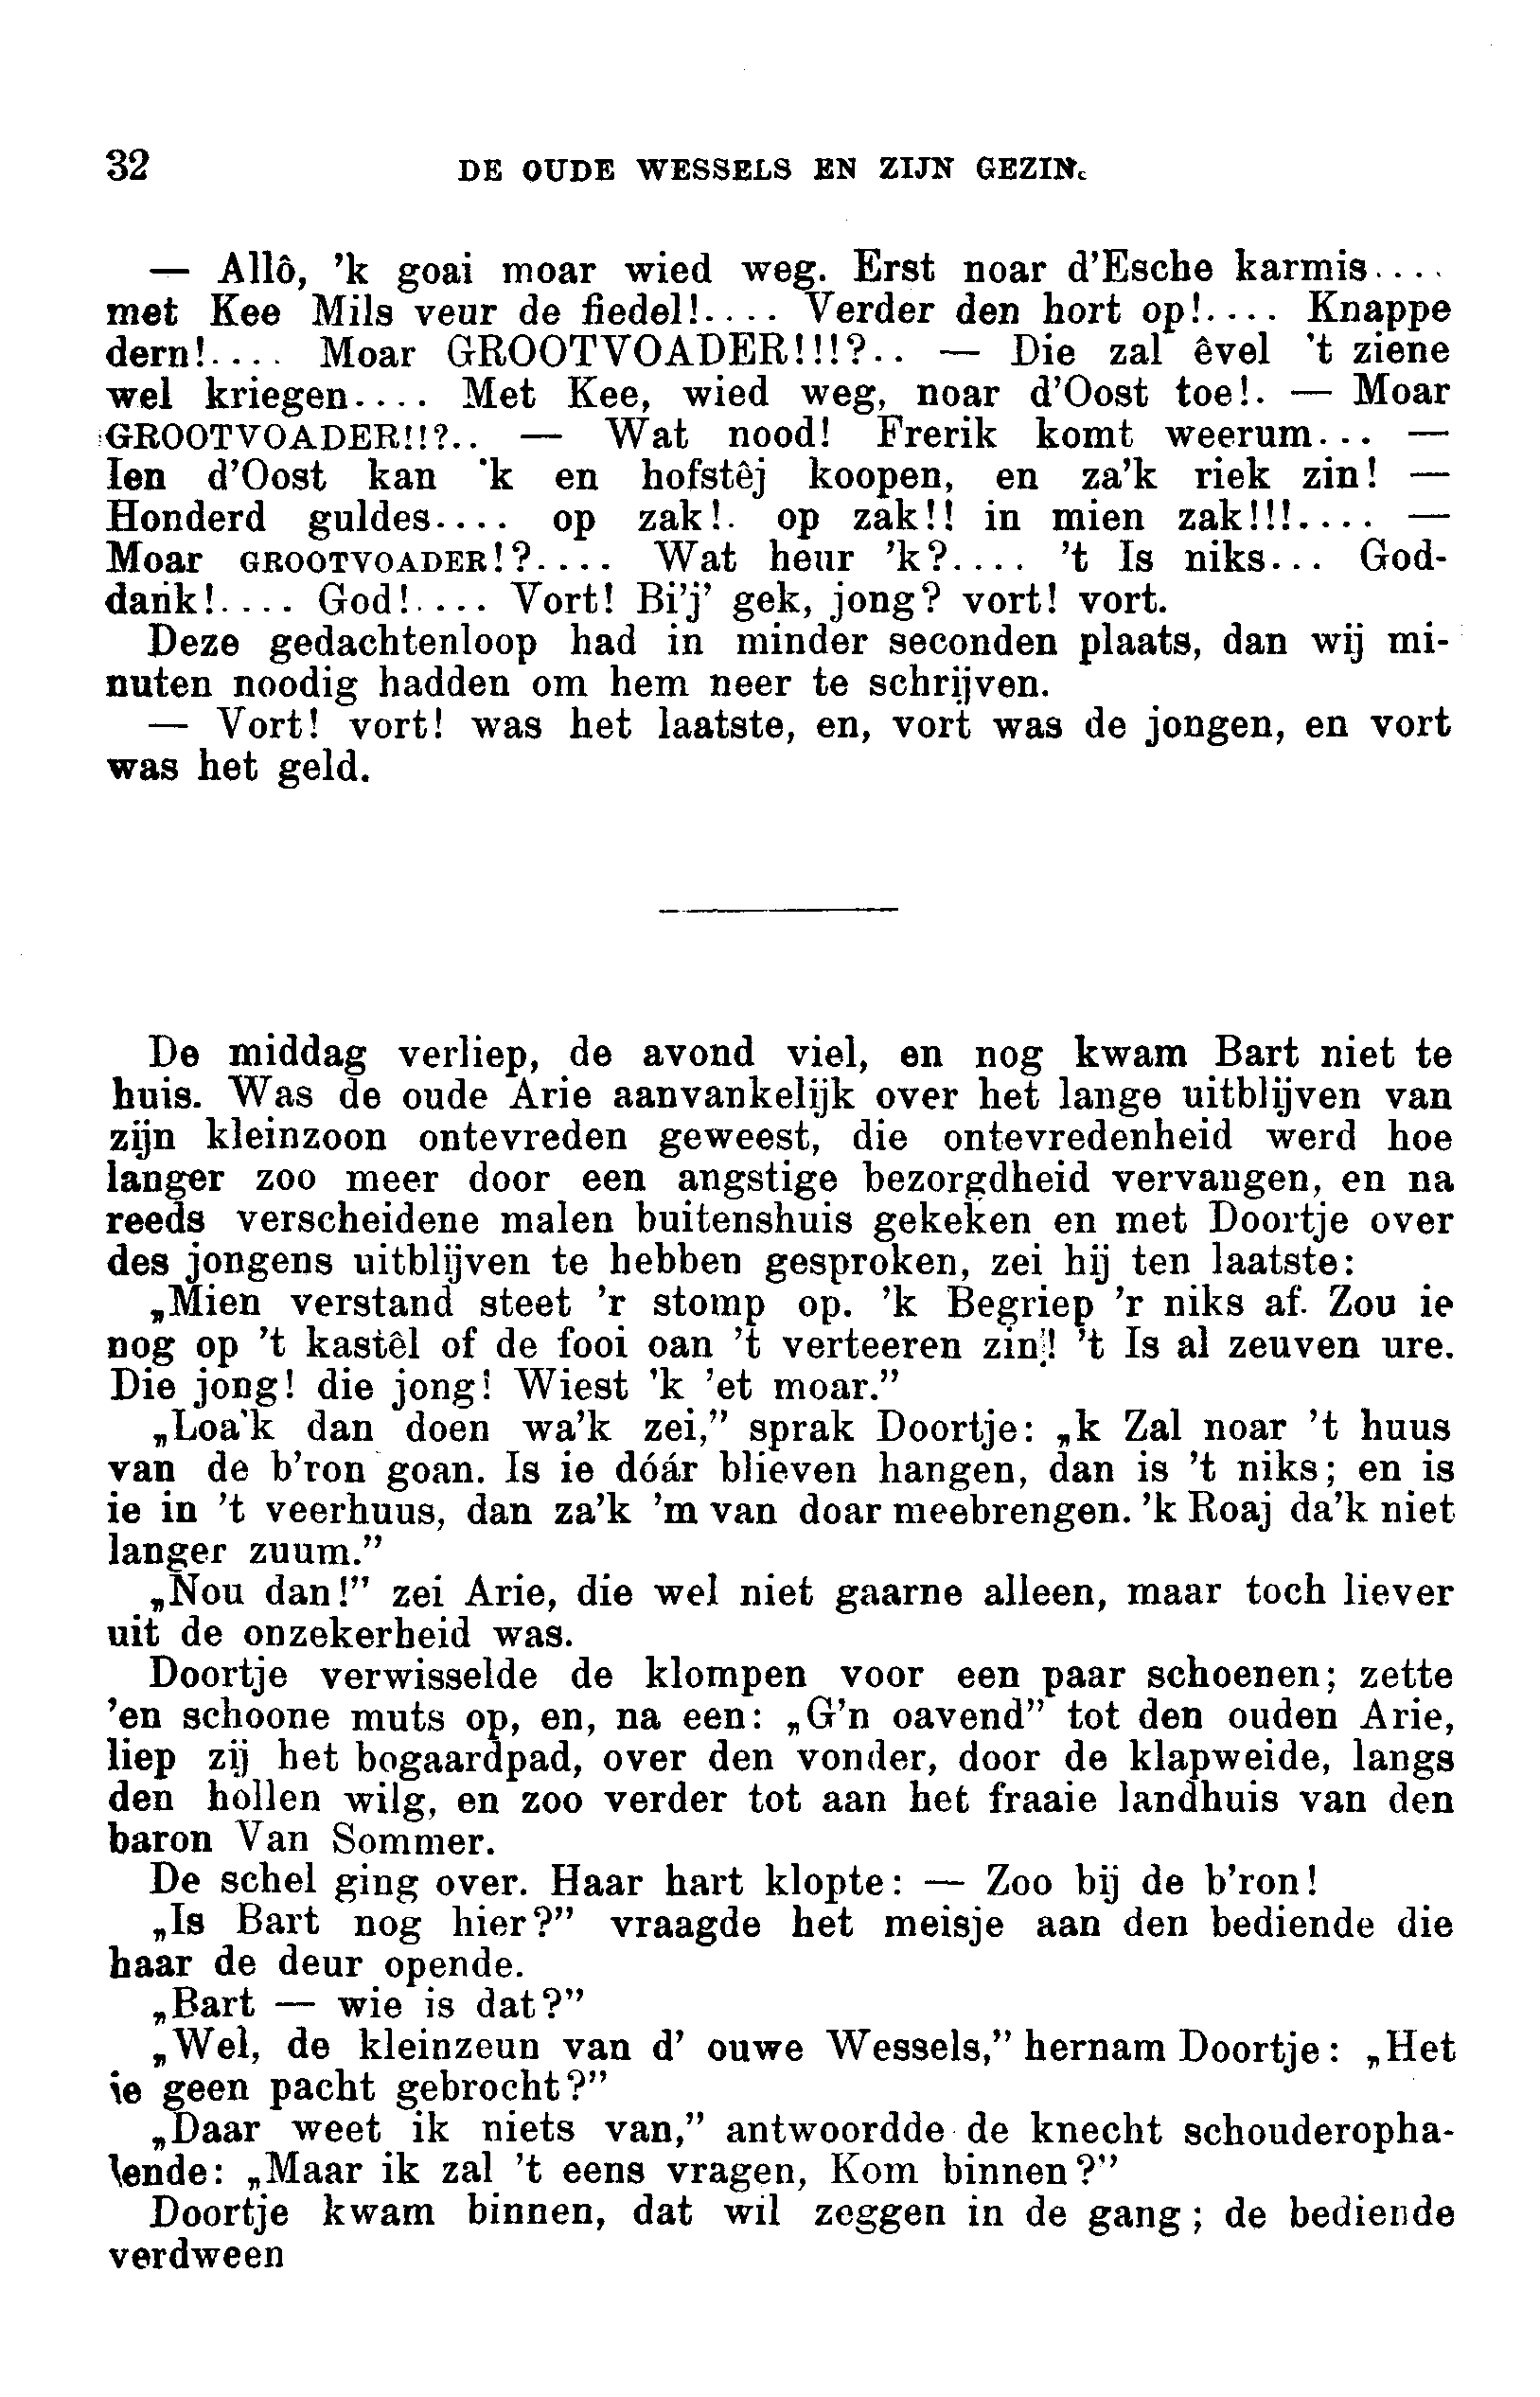 32 DE OUDE WESSELS EN ZIJN GEZIN.
— Allô, 'k goai moar wied weg. Erst noar d'Esche karmis....
met Kee Mils veur de fiedel!.... Verder den hort op!.... Knappe
dern!.... Moar GROOTVOADER!!!?.. — Die zal êvel 't ziene
wel kriegen.... Met Kee, wied weg, noar d'Oost toe!. — Moar
GROOTVOADER!!?.. — Wat nood! Frerik komt weerum... —
Ien d'Oost kan 'k en hofstêj koopen, en za'k riek zin! —
Honderd guldes.... op zak!. op zak!! in mien zak!!!.... —
Moar GROOTVOADER!?.... Wat heur 'k?.... 't Is niks... God-
dank!.... God!.... Vort! Bi'j' gek, jong? vort! vort.
Deze gedachtenloop had in minder seconden plaats, dan wij mi-
nuten noodig hadden om hem neer te schrijven.
— Vort! vort! was het laatste, en, vort was de jongen, en vort
was het geld.
De middag verliep, de avond viel, en nog kwam Bart niet te
huis. Was de oude Arie aanvankelijk over het lange uitblijven van
zijn kleinzoon ontevreden geweest, die ontevredenheid werd hoe
langer zoo meer door een angstige bezorgdheid vervangen, en na
reeds verscheidene malen buitenshuis gekeken en met Doortje over
des jongens uitblijven te hebben gesproken, zei hij ten laatste:
„Mien verstand steet 'r stomp op. 'k Begriep 'r niks af. Zou ie
nog op 't kastêl of de fooi oan 't verteeren zin! 't Is al zeuven ure.
Die jong! die jong! Wiest 'k 'et moar."
„Loa'k dan doen wa'k zei," sprak Doortje: „k Zal noar 't huus
van de b'ron goan. Is ie dóár blieven hangen, dan is 't niks; en is
ie in 't veerhuus, dan za'k 'm van doar meebrengen. 'k Roaj da'k niet
langer zuum."
„Nou dan!" zei Arie, die wel niet gaarne alleen, maar toch liever
uit de onzekerheid was.
Doortje verwisselde de klompen voor een paar schoenen; zette
'en schoone muts op, en, na een: „G'n oavend" tot den ouden Arie,
liep zij het bogaardpad, over den vonder, door de klapweide, langs
den hollen wilg, en zoo verder tot aan het fraaie landhuis van den
baron Van Sommer.
De schel ging over. Haar hart klopte: — Zoo bij de b'ron!
„Is Bart nog hier?" vraagde het meisje aan den bediende die
haar de deur opende.
„Bart — wie is dat?"
„Wel, de kleinzeun van d' ouwe Wessels," hernam Doortje: „Het
ie geen pacht gebrocht?"
„Daar weet ik niets van," antwoordde de knecht schouderopha-
lende: „Maar ik zal 't eens vragen, Kom binnen?"
Doortje kwam binnen, dat wil zeggen in de gang; de bediende
verdween